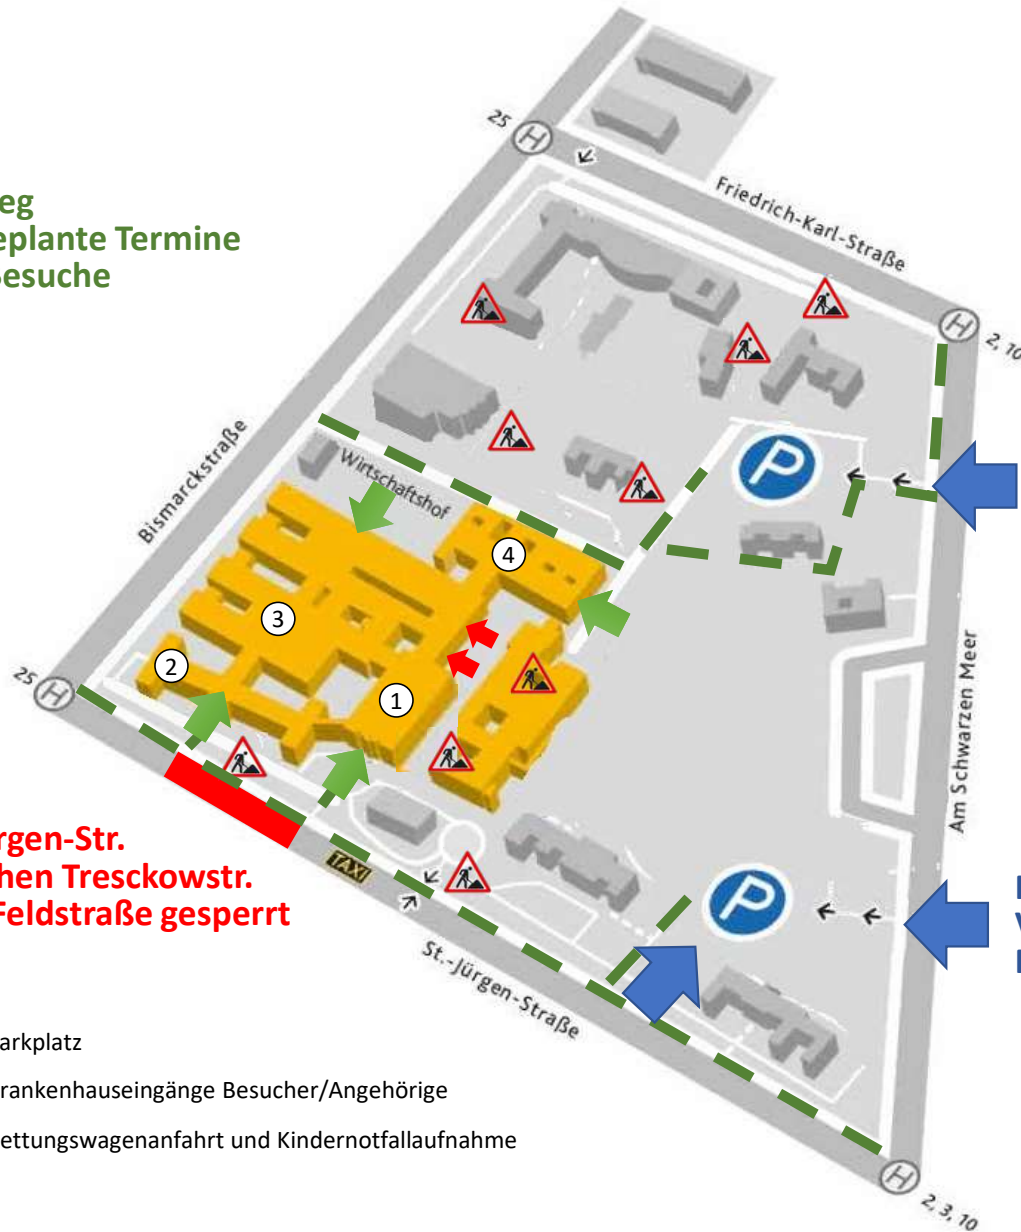 25
H
Friedrich-Karl-Straße
eg
eplante Termine
Besuche
H
2, 10
P
Bismarckstraße
Wirtschaftshof
4
3
2
1
25
H
Am Schwarzen Meer
rgen-Str.
hen Tresckowstr.
Feldstraße gesperrt
TAXI
P
St.-Jürgen-Straße
arkplatz
rankenhauseingänge Besucher/Angehörige
ettungswagenanfahrt und Kindernotfallaufnahme
H
2, 3, 10